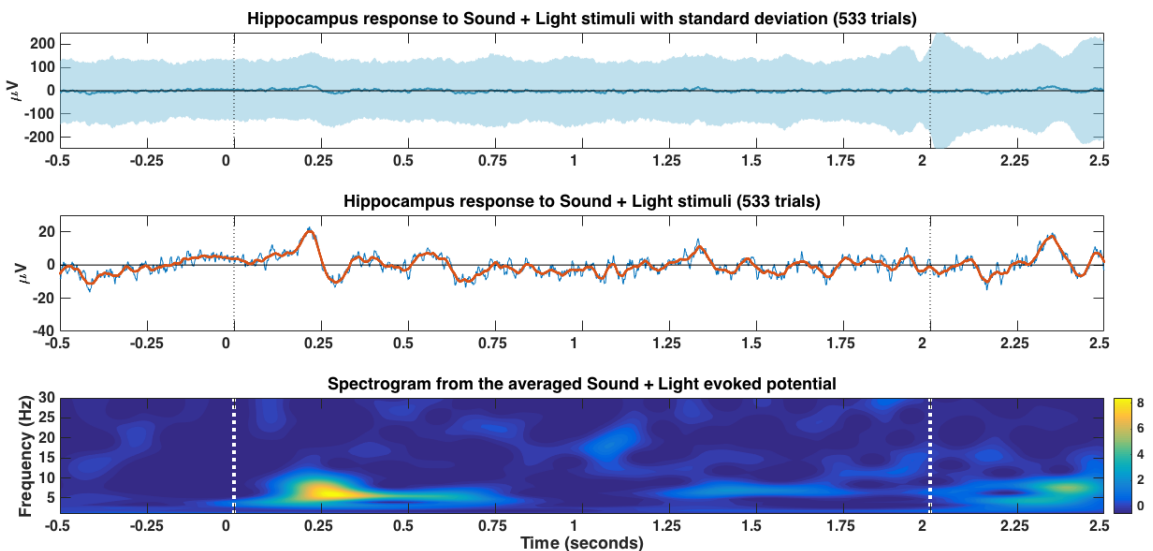 Hippocampus response to Sound + Light stimuli with standard deviation (533 trials)
200
100
0
-100
-200
μV
-0.5 -0.25 0 0.25 0.5 0.75 1 1.25 1.5 1.75 2 2.25 2.5
Hippocampus response to Sound + Light stimuli (533 trials)
20
0
-20
-40
μV
-0.5 -0.25 0 0.25 0.5 0.75 1 1.25 1.5 1.75 2 2.25 2.5
Spectrogram from the averaged Sound + Light evoked potential
30
25
20
15
10
5
Frequency (Hz)
8
6
4
2
0
-0.5 -0.25 0 0.25 0.5 0.75 1 1.25 1.5 1.75 2 2.25 2.5
Time (seconds)